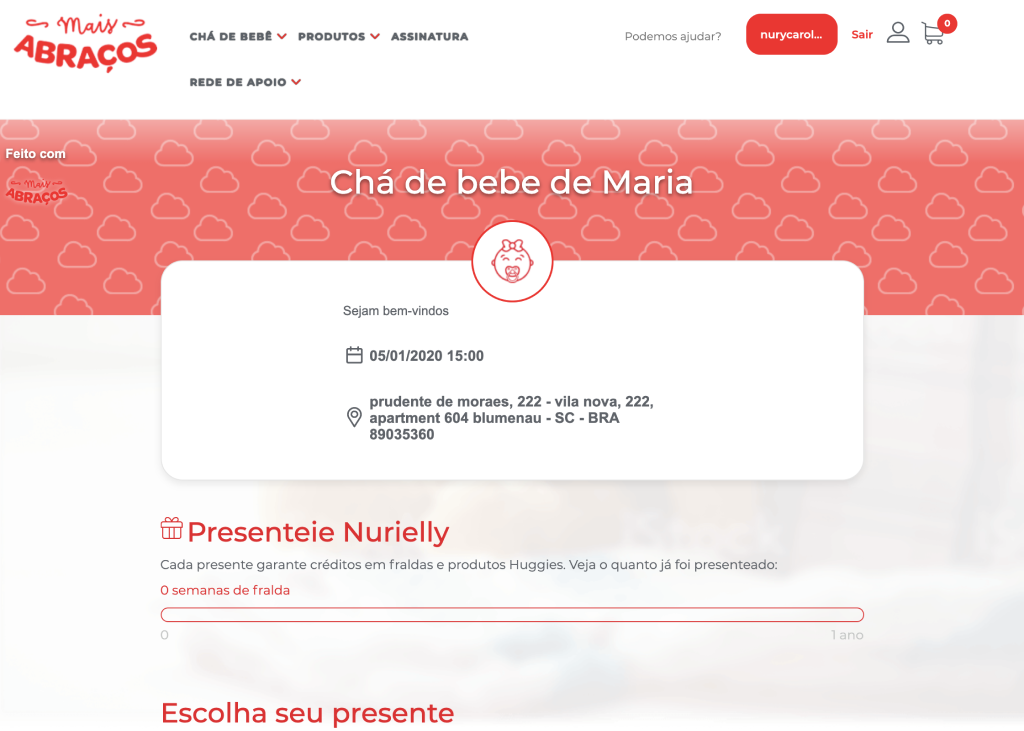 Mais
ABRAÇOS
CHÁ DE BEBÊ
PRODUTOS
ASSINATURA
REDE DE APOIO
Podemos ajudar?
nurycarol...
Sair
0
Feito com
Mais
ABRAÇOS
Chá de bebe de Maria
Sejam bem-vindos
05/01/2020 15:00
prudente de moraes, 222 - vila nova, 222,
apartment 604 blumenau - SC - BRA
89035360
Presenteie Nurielly
Cada presente garante créditos em fraldas e produtos Huggies. Veja o quanto já foi presenteado:
0 semanas de fralda
0
1 ano
Escolha seu presente